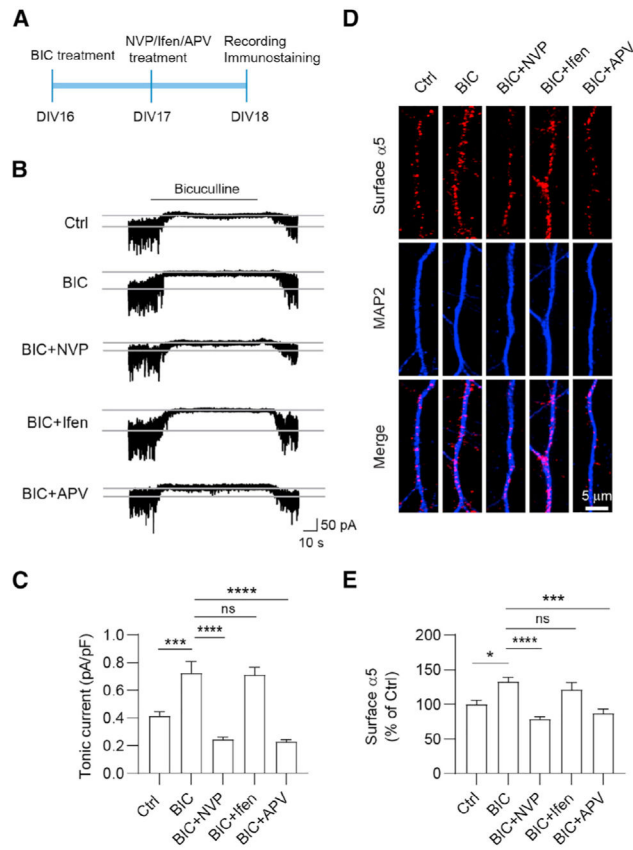 A
BIC treatment
NVP/Ifen/APV
treatment
Recording
Immunostaining
DIV16
DIV17
DIV18
B
Bicuculline
Ctrl
BIC
BIC+NVP
BIC+Ifen
BIC+APV
50 pA
10 s
C
****
ns
***
****
Tonic current (pA/pF)
1.0
0.8
0.6
0.4
0.2
0.0
Ctrl
BIC
BIC+NVP
BIC+Ifen
BIC+APV
D
Ctrl
BIC
BIC+NVP
BIC+Ifen
BIC+APV
Surface α5
MAP2
Merge
5 μm
E
***
ns
*
****
Surface α5
(% of Ctrl)
200
150
100
50
0
Ctrl
BIC
BIC+NVP
BIC+Ifen
BIC+APV